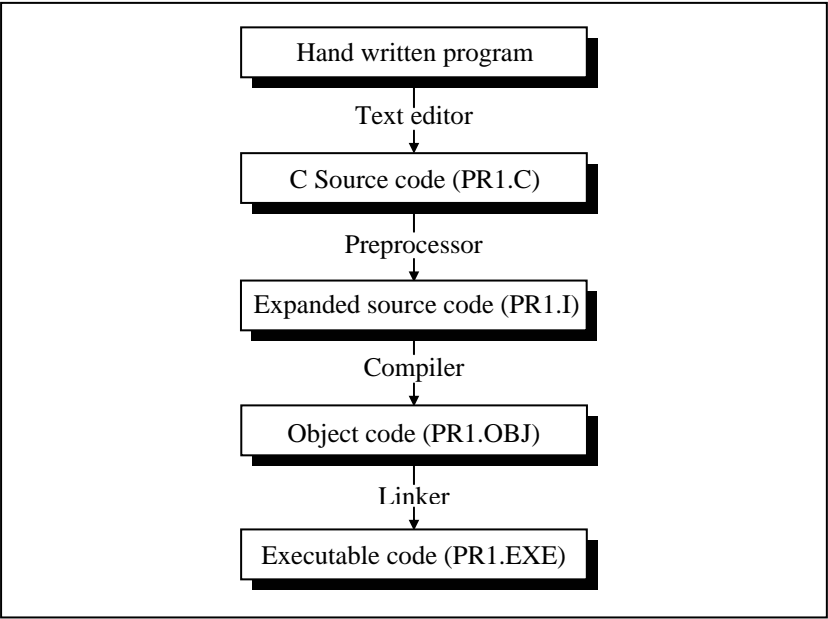 Hand written program
Text editor
C Source code (PR1.C)
Preprocessor
Expanded source code (PR1.I)
Compiler
Object code (PR1.OBJ)
Linker
Executable code (PR1.EXE)